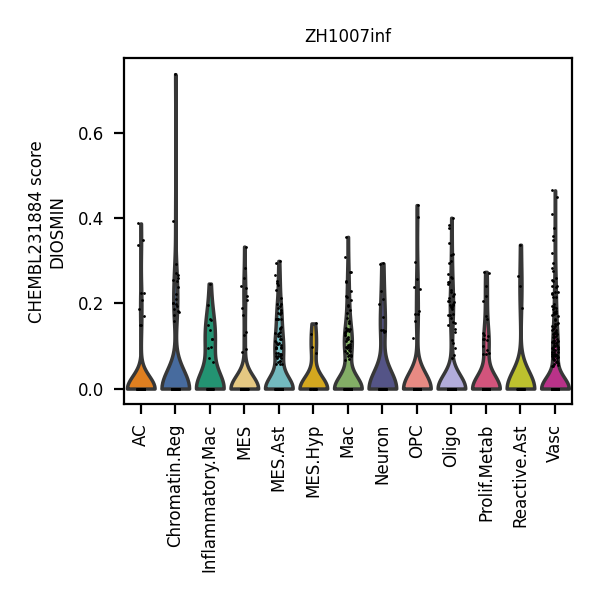 ZH1007inf
CHEMBL231884 score
DIOSMIN
0.6
0.4
0.2
0.0
AC
Chromatin.Reg
Inflammatory.Mac
MES
MES.Ast
MES.Hyp
Mac
Neuron
OPC
Oligo
Prolif.Metab
Reactive.Ast
Vasc